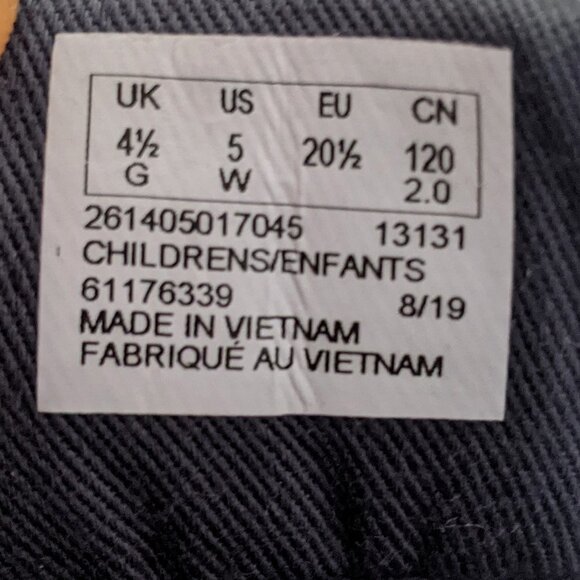 UK US EU CN
4½ 5 20½ 120
G W 2.0
261405017045 13131
CHILDRENS/ENFANTS
61176339 8/19
MADE IN VIETNAM
FABRIQUÉ AU VIETNAM